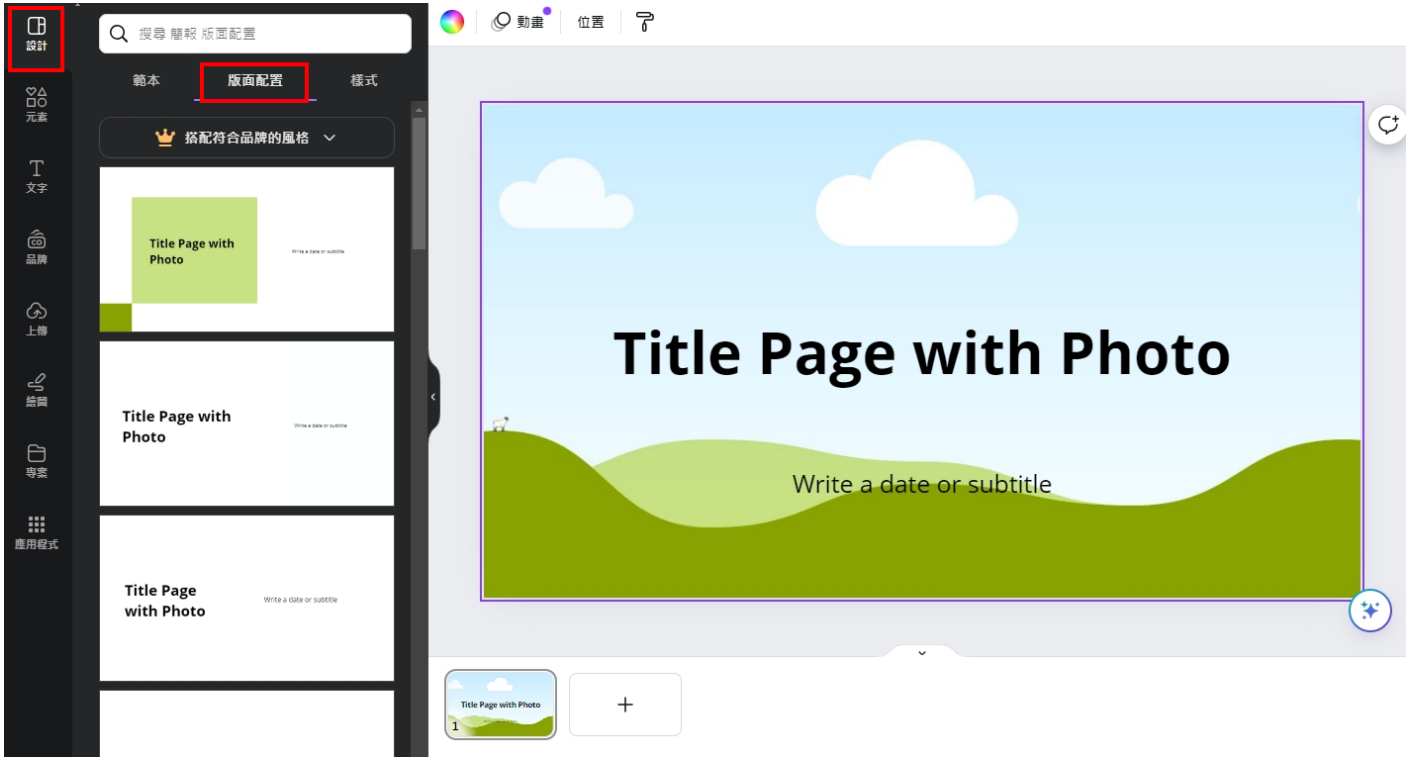 設計
元素
文字
CO
品牌
上傳
繪圖
專案
應用程式
搜尋 簡報 版面配置
範本
版面配置
樣式
搭配符合品牌的風格
Title Page with
Photo
Write a date or subtitle
Title Page with
Photo
Write a date or subtitle
Title Page
with Photo
Write a date or subtitle
動畫
位置
Title Page with Photo
Write a date or subtitle
Title Page with Photo
1